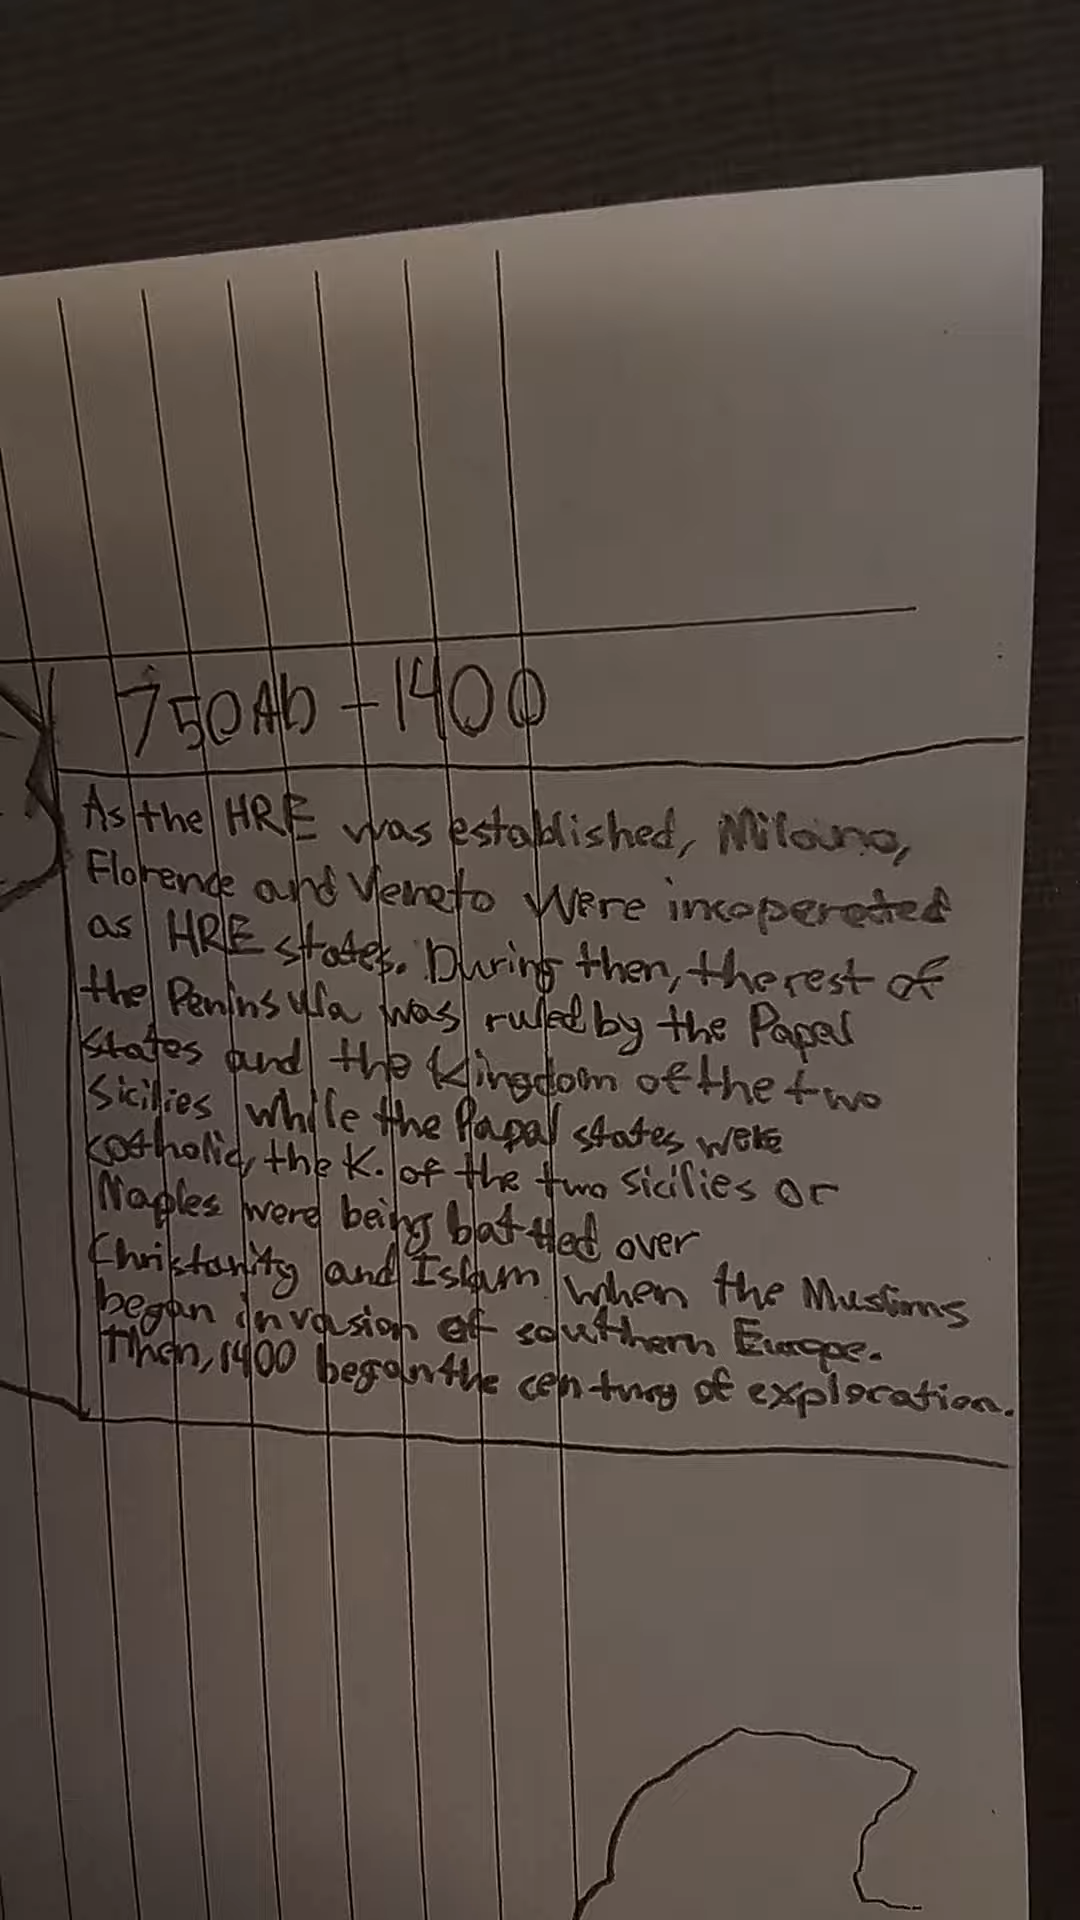 750AD - 1400
As the HRE was established, Milano,
Florence and Veneto were incoperated
as HRE states. During then, the rest of
the Peninsula was ruled by the Papal
states and the Kingdom of the two
Sicilies while the Papal states were
catholic, the K. of the two Sicilies or
Naples were being battled over
Christanity and Islam when the Muslims
began invasion of southern Europe.
Then, 1400 began the century of exploration.